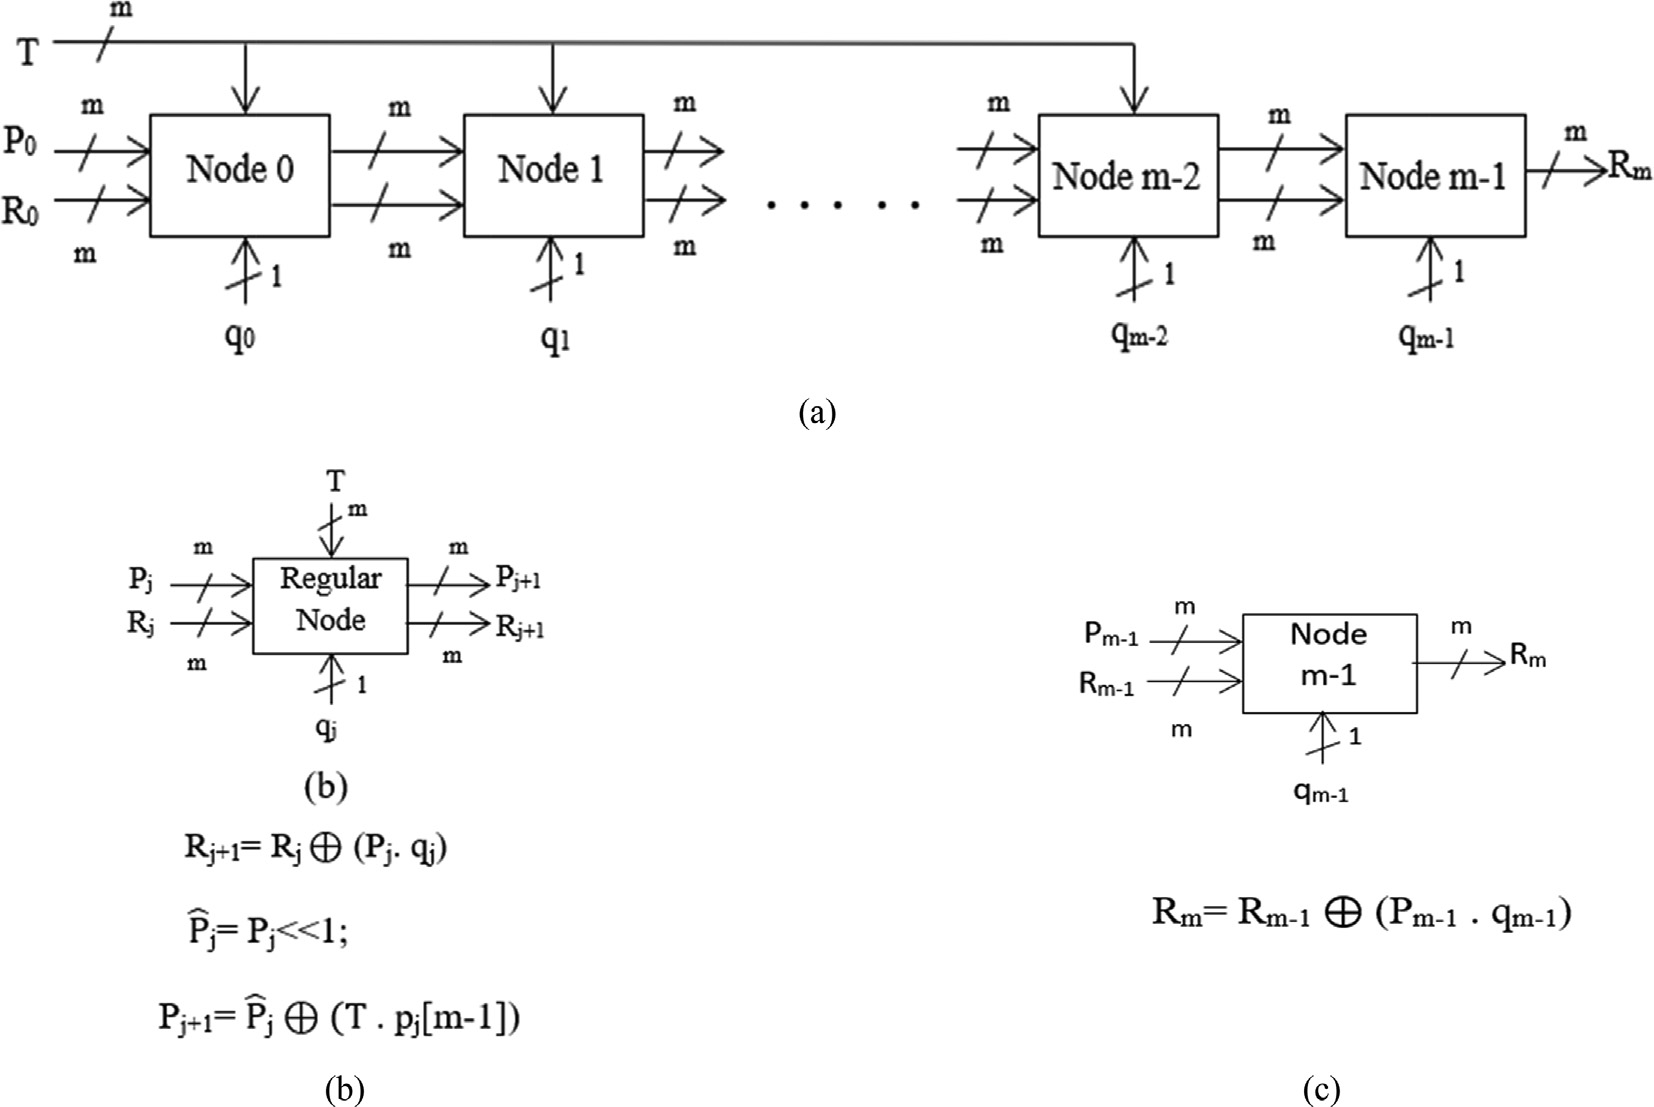 m
T
m m m m m m
P0 Node 0 Node 1 Node m-2 Node m-1 Rm
R0 . . . . .
m m m m m
1 1 1 1
q0 q1 qm-2 qm-1
(a)
T
m
m m
Pj Regular Pj+1
Rj Node Rj+1
m m
1
qj
(b)
Rj+1= Rj ⊕ (Pj. qj)
P̂j= Pj<<1;
Pj+1= P̂j ⊕ (T . pj[m-1])
(b)
m m
Pm-1 Node
Rm-1 m-1 Rm
m 1
qm-1
Rm= Rm-1 ⊕ (Pm-1 . qm-1)
(c)